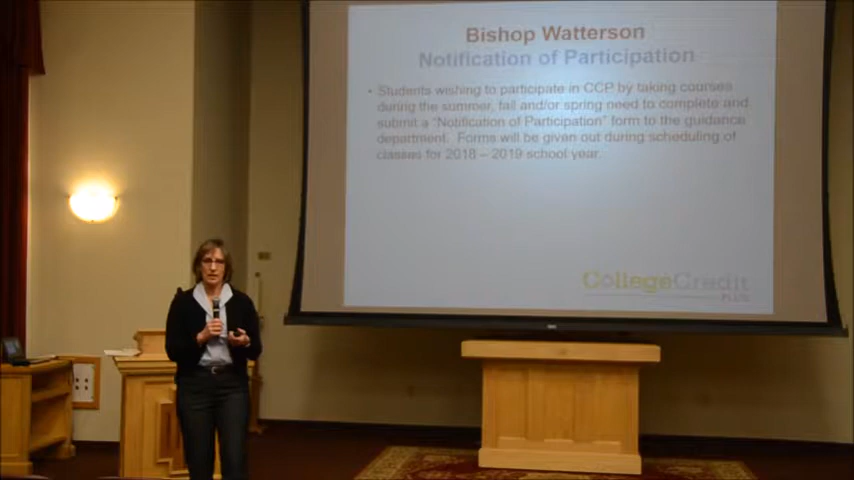 Bishop Watterson
Notification of Participation
• Students wishing to participate in CCP by taking courses
during the summer, fall and/or spring need to complete and
submit a “Notification of Participation” form to the guidance
department.  Forms will be given out during scheduling of
classes for 2018 – 2019 school year.
CollegeCredit
PLUS